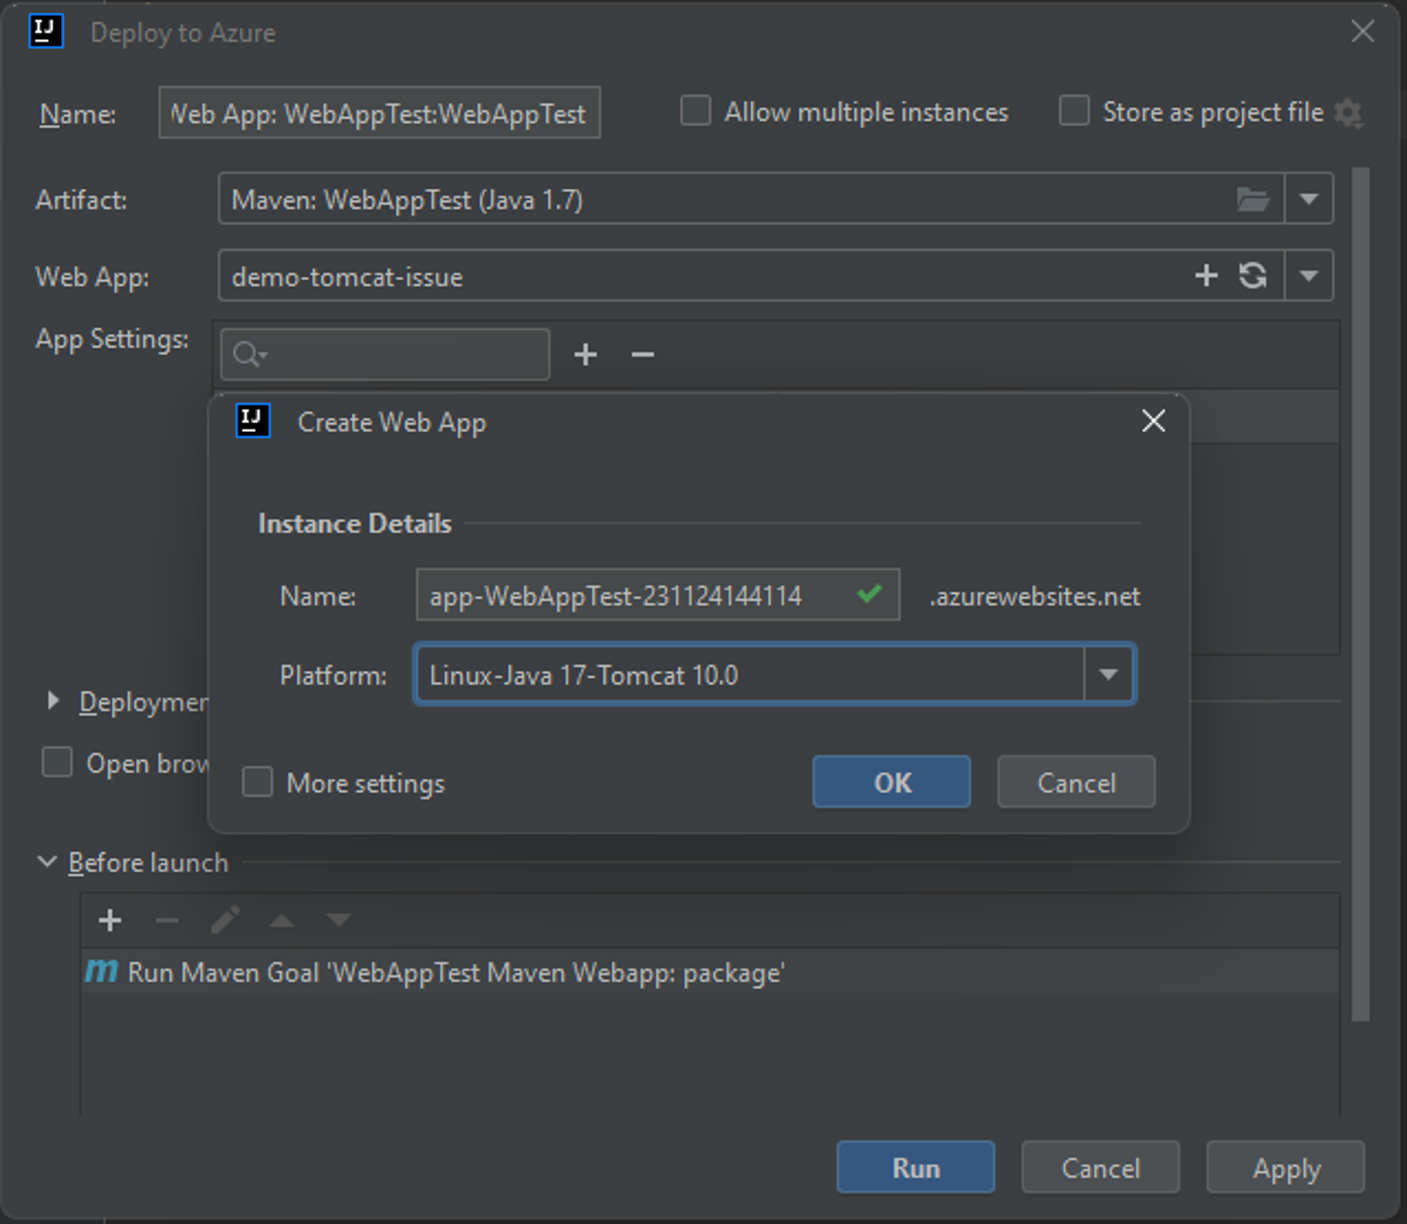 IJ Deploy to Azure
Name: Web App: WebAppTest:WebAppTest Allow multiple instances Store as project file
Artifact: Maven: WebAppTest (Java 1.7)
Web App: demo-tomcat-issue
App Settings:
IJ Create Web App
Instance Details
Name: app-WebAppTest-231124144114 .azurewebsites.net
Platform: Linux-Java 17-Tomcat 10.0
Deploymen
Open brow
More settings OK Cancel
Before launch
m Run Maven Goal 'WebAppTest Maven Webapp: package'
Run Cancel Apply